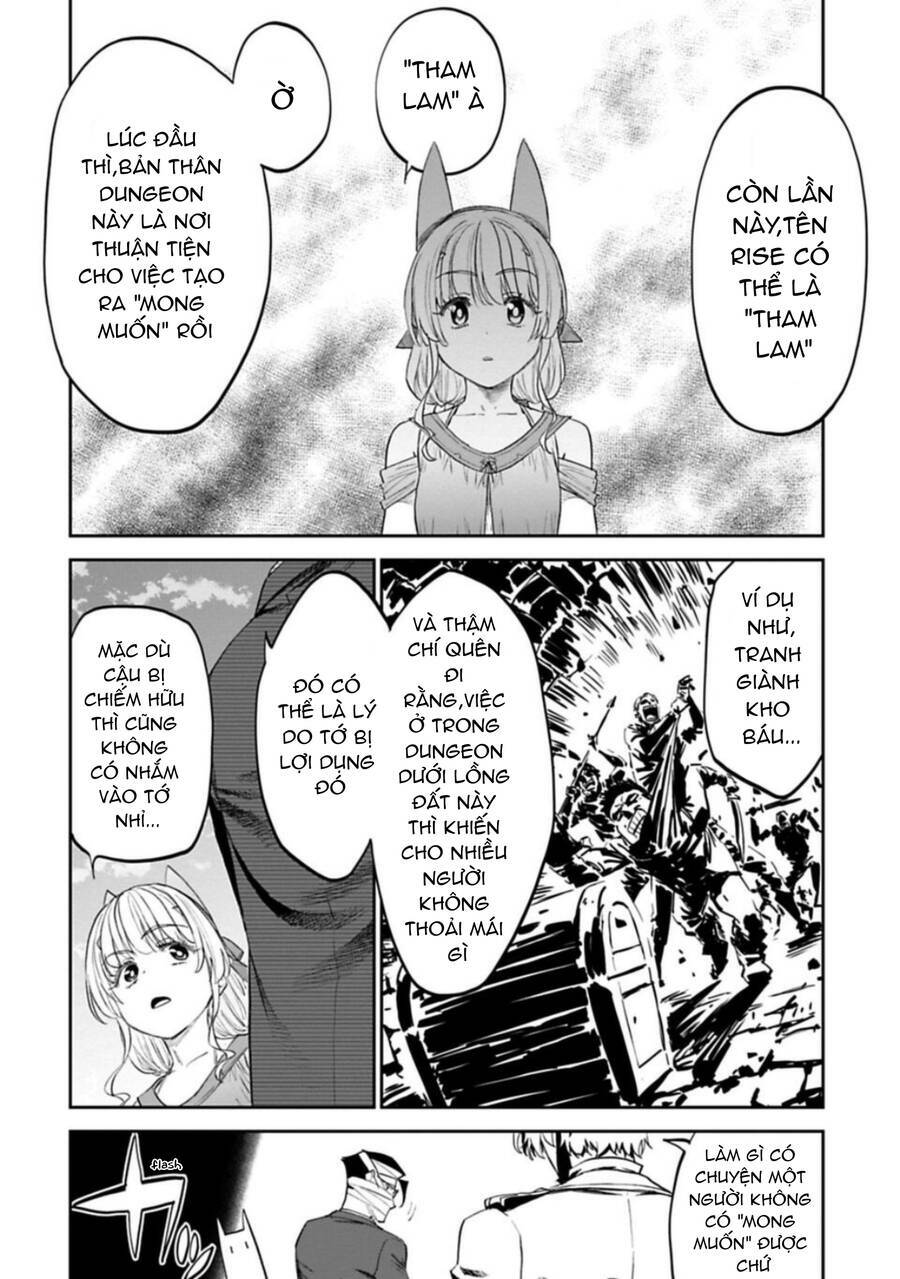 CÒN LẦN
NÀY,TÊN
RISE CÓ
THỂ LÀ
"THAM
LAM"
"THAM
LAM" À
Ờ
LÚC ĐẦU
THÌ,BẢN THÂN
DUNGEON
NÀY LÀ NƠI
THUẬN TIỆN
CHO VIỆC TẠO
RA "MONG
MUỐN" RỒI
VÍ DỤ
NHƯ,
TRANH
GIÀNH
KHO
BÁU...
VÀ THẬM
CHÍ QUÊN
ĐI
RẰNG,VIỆC
Ở TRONG
DUNGEON
DƯỚI LỒNG
ĐẤT NÀY
THÌ KHIẾN
CHO NHIỀU
NGƯỜI
KHÔNG
THOẢI MÁI
GÌ
ĐÓ CÓ
THỂ LÀ LÝ
DO TỚ BỊ
LỢI DỤNG
ĐÓ
MẶC DÙ
CẬU BỊ
CHIẾM HỮU
THÌ CŨNG
KHÔNG
CÓ NHẮM
VÀO TỚ
NHỈ...
LÀM GÌ CÓ
CHUYỆN MỘT
NGƯỜI KHÔNG
CÓ "MONG
MUỐN" ĐƯỢC
CHỨ
flash